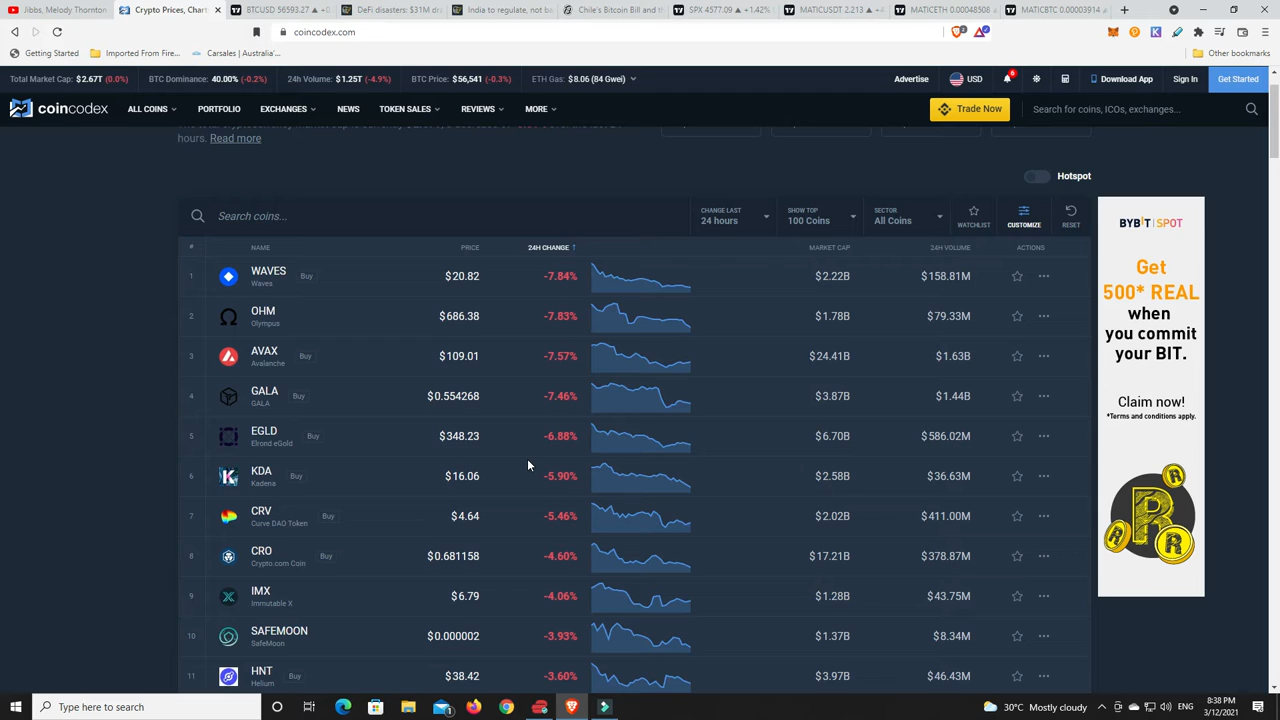 Jibbs, Melody Thornton
Crypto Prices, Chart
BTCUSD 56593.27 ▲ +0
DeFi disasters: $31M dr
India to regulate, not ba
Chile's Bitcoin Bill and th
SPX 4577.09 ▲ +1.42%
MATICUSDT 2.213 ▲ +4
MATICETH 0.00048508
MATICBTC 0.00003914
coincodex.com
Getting Started
Imported From Fire...
Carsales | Australia'...
Other bookmarks
Total Market Cap: $2.67T (0.0%)
BTC Dominance: 40.00% (-0.2%)
24h Volume: $1.25T (-4.9%)
BTC Price: $56,541 (-0.3%)
ETH Gas: $8.06 (84 Gwei)
Advertise
USD
6
Download App
Sign In
Get Started
coincodex
ALL COINS
PORTFOLIO
EXCHANGES
NEWS
TOKEN SALES
REVIEWS
MORE
Trade Now
Search for coins, ICOs, exchanges...
hours. Read more
Hotspot
Search coins...
CHANGE LAST
24 hours
SHOW TOP
100 Coins
SECTOR
All Coins
WATCHLIST
CUSTOMIZE
RESET
# NAME PRICE 24H CHANGE ↑ MARKET CAP 24H VOLUME ACTIONS
1 WAVES Buy $20.82 -7.84% $2.22B $158.81M
Waves
2 OHM $686.38 -7.83% $1.78B $79.33M
Olympus
3 AVAX Buy $109.01 -7.57% $24.41B $1.63B
Avalanche
4 GALA Buy $0.554268 -7.46% $3.87B $1.44B
GALA
5 EGLD Buy $348.23 -6.88% $6.70B $586.02M
Elrond eGold
6 KDA Buy $16.06 -5.90% $2.58B $36.63M
Kadena
7 CRV Buy $4.64 -5.46% $2.02B $411.00M
Curve DAO Token
8 CRO Buy $0.681158 -4.60% $17.21B $378.87M
Crypto.com Coin
9 IMX $6.79 -4.06% $1.28B $43.75M
Immutable X
10 SAFEMOON $0.000002 -3.93% $1.37B $8.34M
SafeMoon
11 HNT Buy $38.42 -3.60% $3.97B $46.43M
Helium
BYBIT | SPOT
Get
500* REAL
when
you commit
your BIT.
Claim now!
*Terms and conditions apply.
R
R
R
R
Type here to search
30°C Mostly cloudy
ENG
8:38 PM
3/12/2021